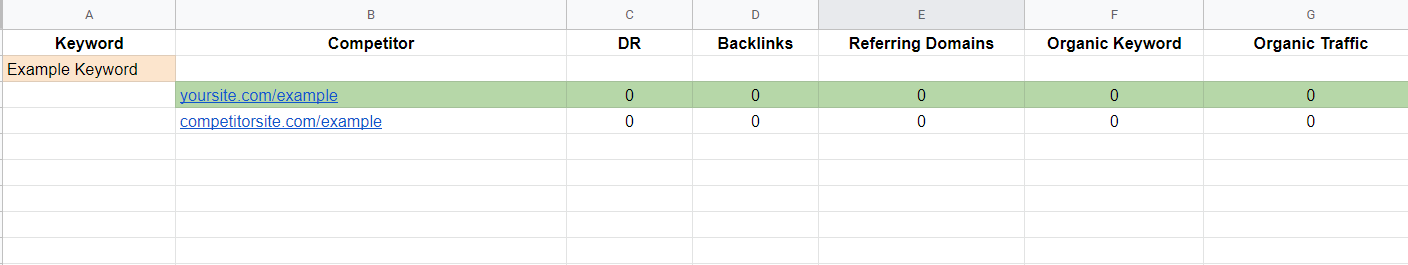 A B C D E F G
Keyword Competitor DR Backlinks Referring Domains Organic Keyword Organic Traffic
Example Keyword
yoursite.com/example 0 0 0 0 0
competitorsite.com/example 0 0 0 0 0